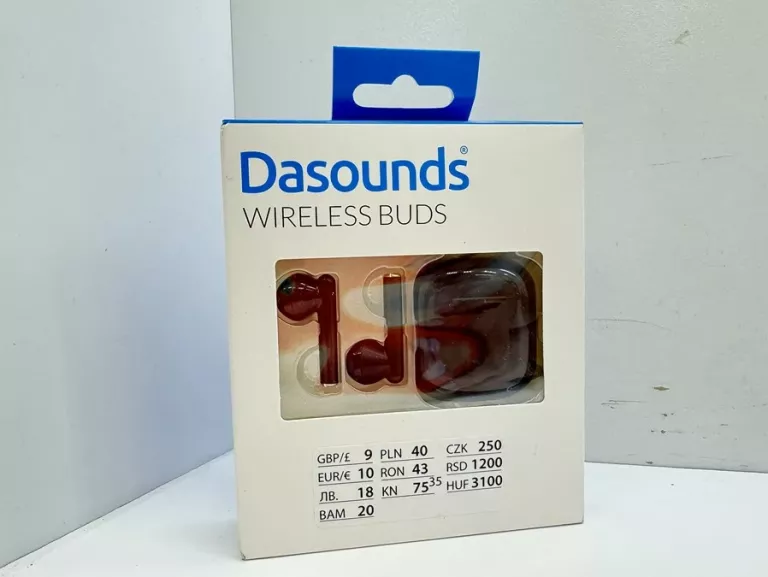 Dasounds®
WIRELESS BUDS
GBP/£ 9 PLN 40 CZK 250
EUR/€ 10 RON 43 RSD 1200
ЛВ. 18 KN 75³⁵ HUF 3100
BAM 20